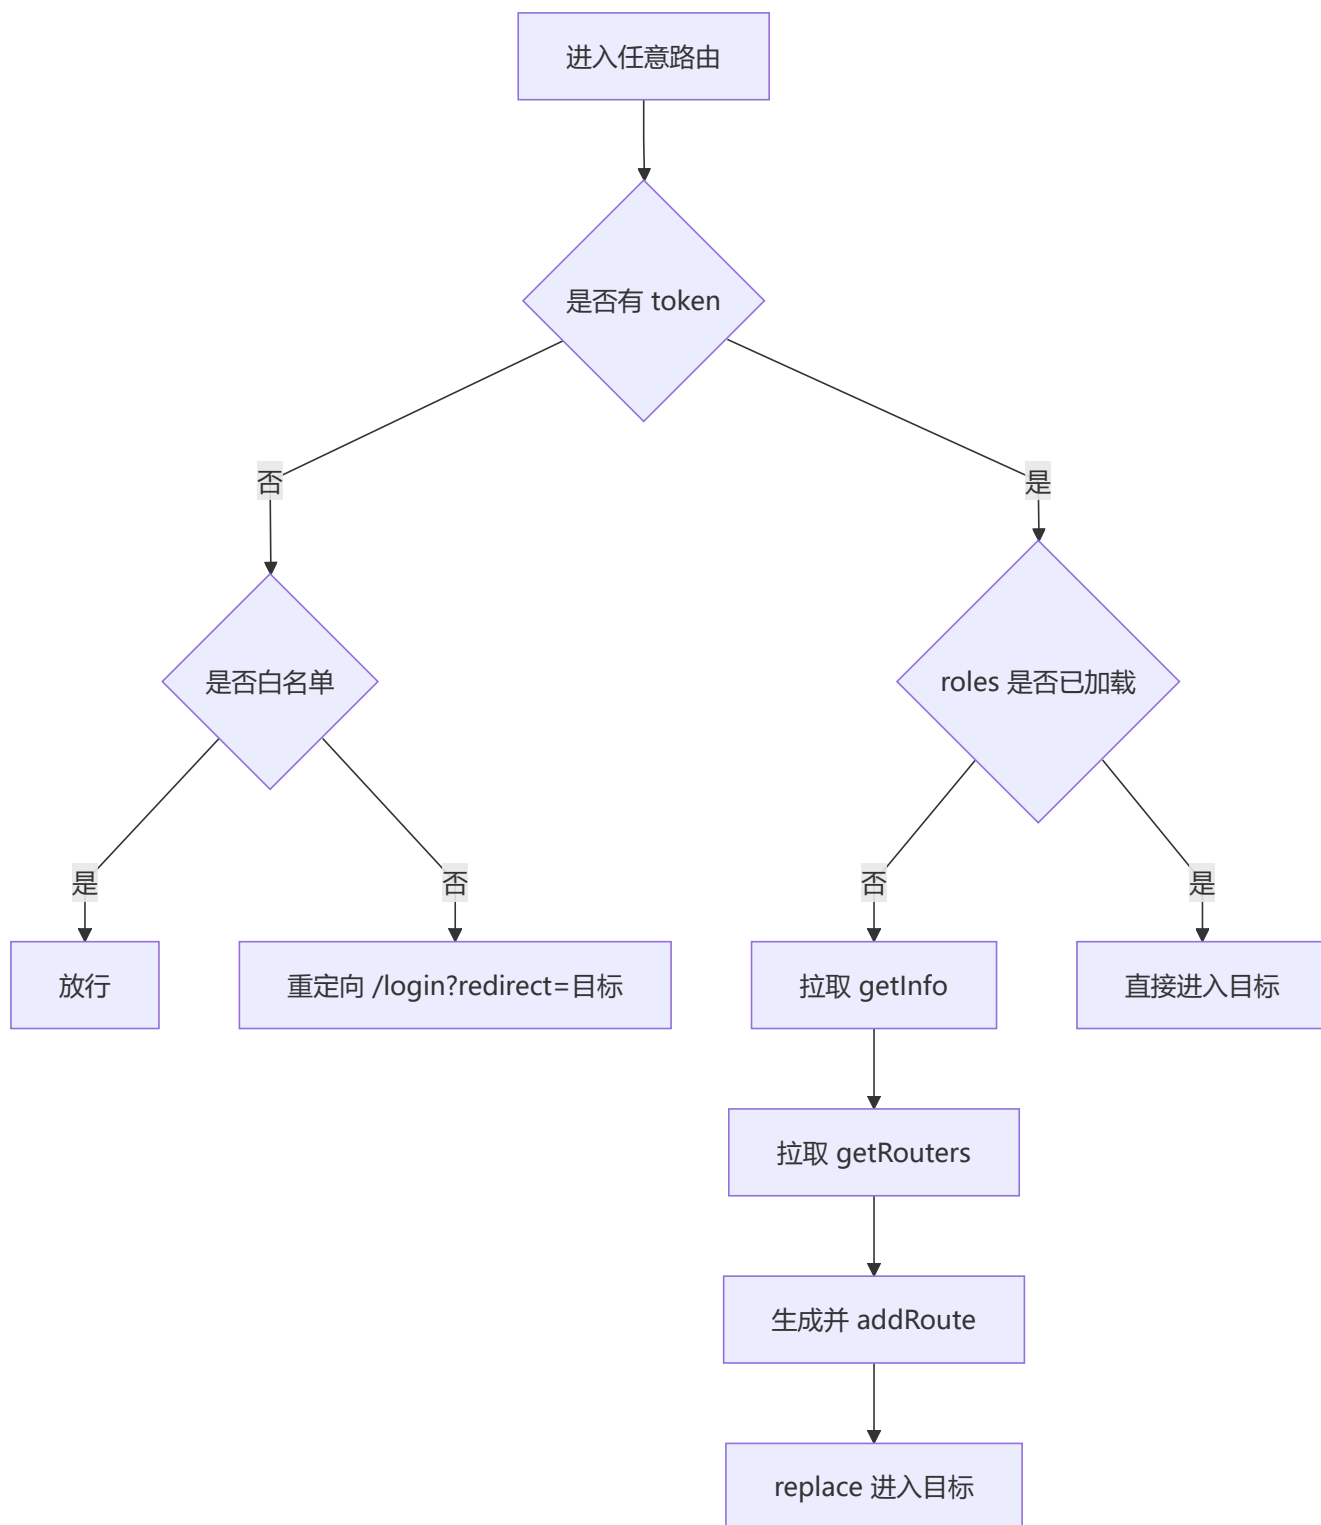 进入任意路由
是否有 token
否
是
是否白名单
roles 是否已加载
是
否
否
是
放行
重定向 /login?redirect=目标
拉取 getInfo
直接进入目标
拉取 getRouters
生成并 addRoute
replace 进入目标